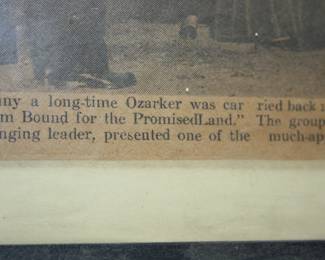 ny a long-time Ozarker was car ried back
m Bound for the PromisedLand." The group
nging leader, presented one of the much-ap